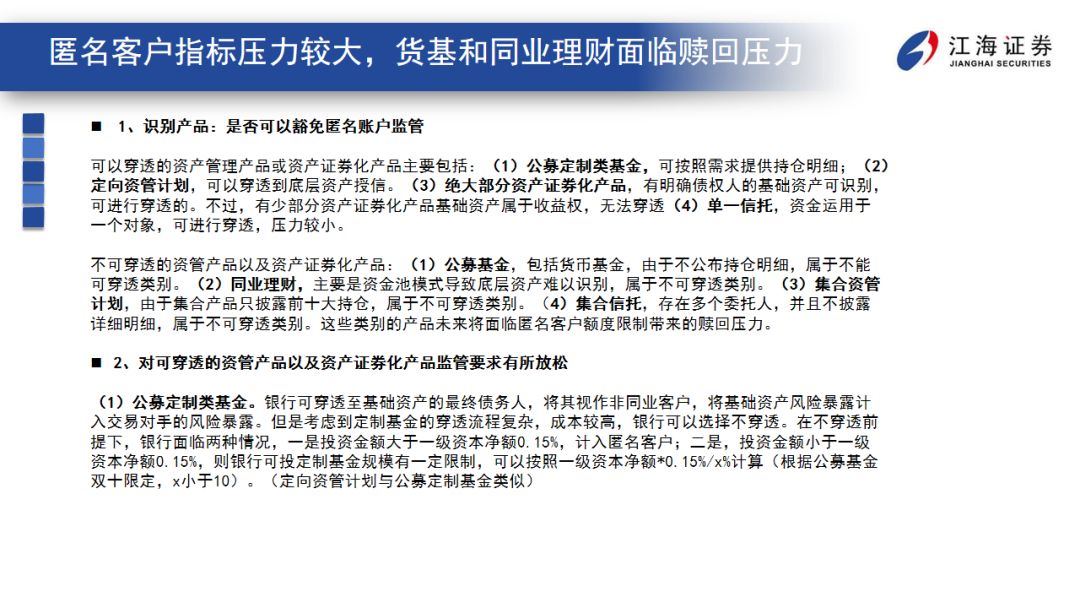 匿名客户指标压力较大，货基和同业理财面临赎回压力
江海证券
JIANGHAI SECURITIES
■ 1、识别产品：是否可以豁免匿名账户监管
可以穿透的资产管理产品或资产证券化产品主要包括：（1）公募定制类基金，可按照需求提供持仓明细；（2）
定向资管计划，可以穿透到底层资产授信。（3）绝大部分资产证券化产品，有明确债权人的基础资产可识别，
可进行穿透的。不过，有少部分资产证券化产品基础资产属于收益权，无法穿透（4）单一信托，资金运用于
一个对象，可进行穿透，压力较小。
不可穿透的资管产品以及资产证券化产品：（1）公募基金，包括货币基金，由于不公布持仓明细，属于不能
可穿透类别。（2）同业理财，主要是资金池模式导致底层资产难以识别，属于不可穿透类别。（3）集合资管
计划，由于集合产品只披露前十大持仓，属于不可穿透类别。（4）集合信托，存在多个委托人，并且不披露
详细明细，属于不可穿透类别。这些类别的产品未来将面临匿名客户额度限制带来的赎回压力。
■ 2、对可穿透的资管产品以及资产证券化产品监管要求有所放松
（1）公募定制类基金。银行可穿透至基础资产的最终债务人，将其视作非同业客户，将基础资产风险暴露计
入交易对手的风险暴露。但是考虑到定制基金的穿透流程复杂，成本较高，银行可以选择不穿透。在不穿透前
提下，银行面临两种情况，一是投资金额大于一级资本净额0.15%，计入匿名客户；二是，投资金额小于一级
资本净额0.15%，则银行可投定制基金规模有一定限制，可以按照一级资本净额*0.15%/x%计算（根据公募基金
双十限定，x小于10）。（定向资管计划与公募定制基金类似）